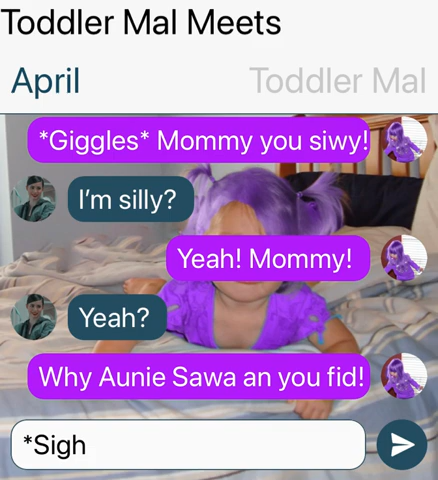 Toddler Mal Meets
April Toddler Mal
*Giggles* Mommy you siwy!
I'm silly?
Yeah! Mommy!
Yeah?
Why Aunie Sawa an you fid!
*Sigh